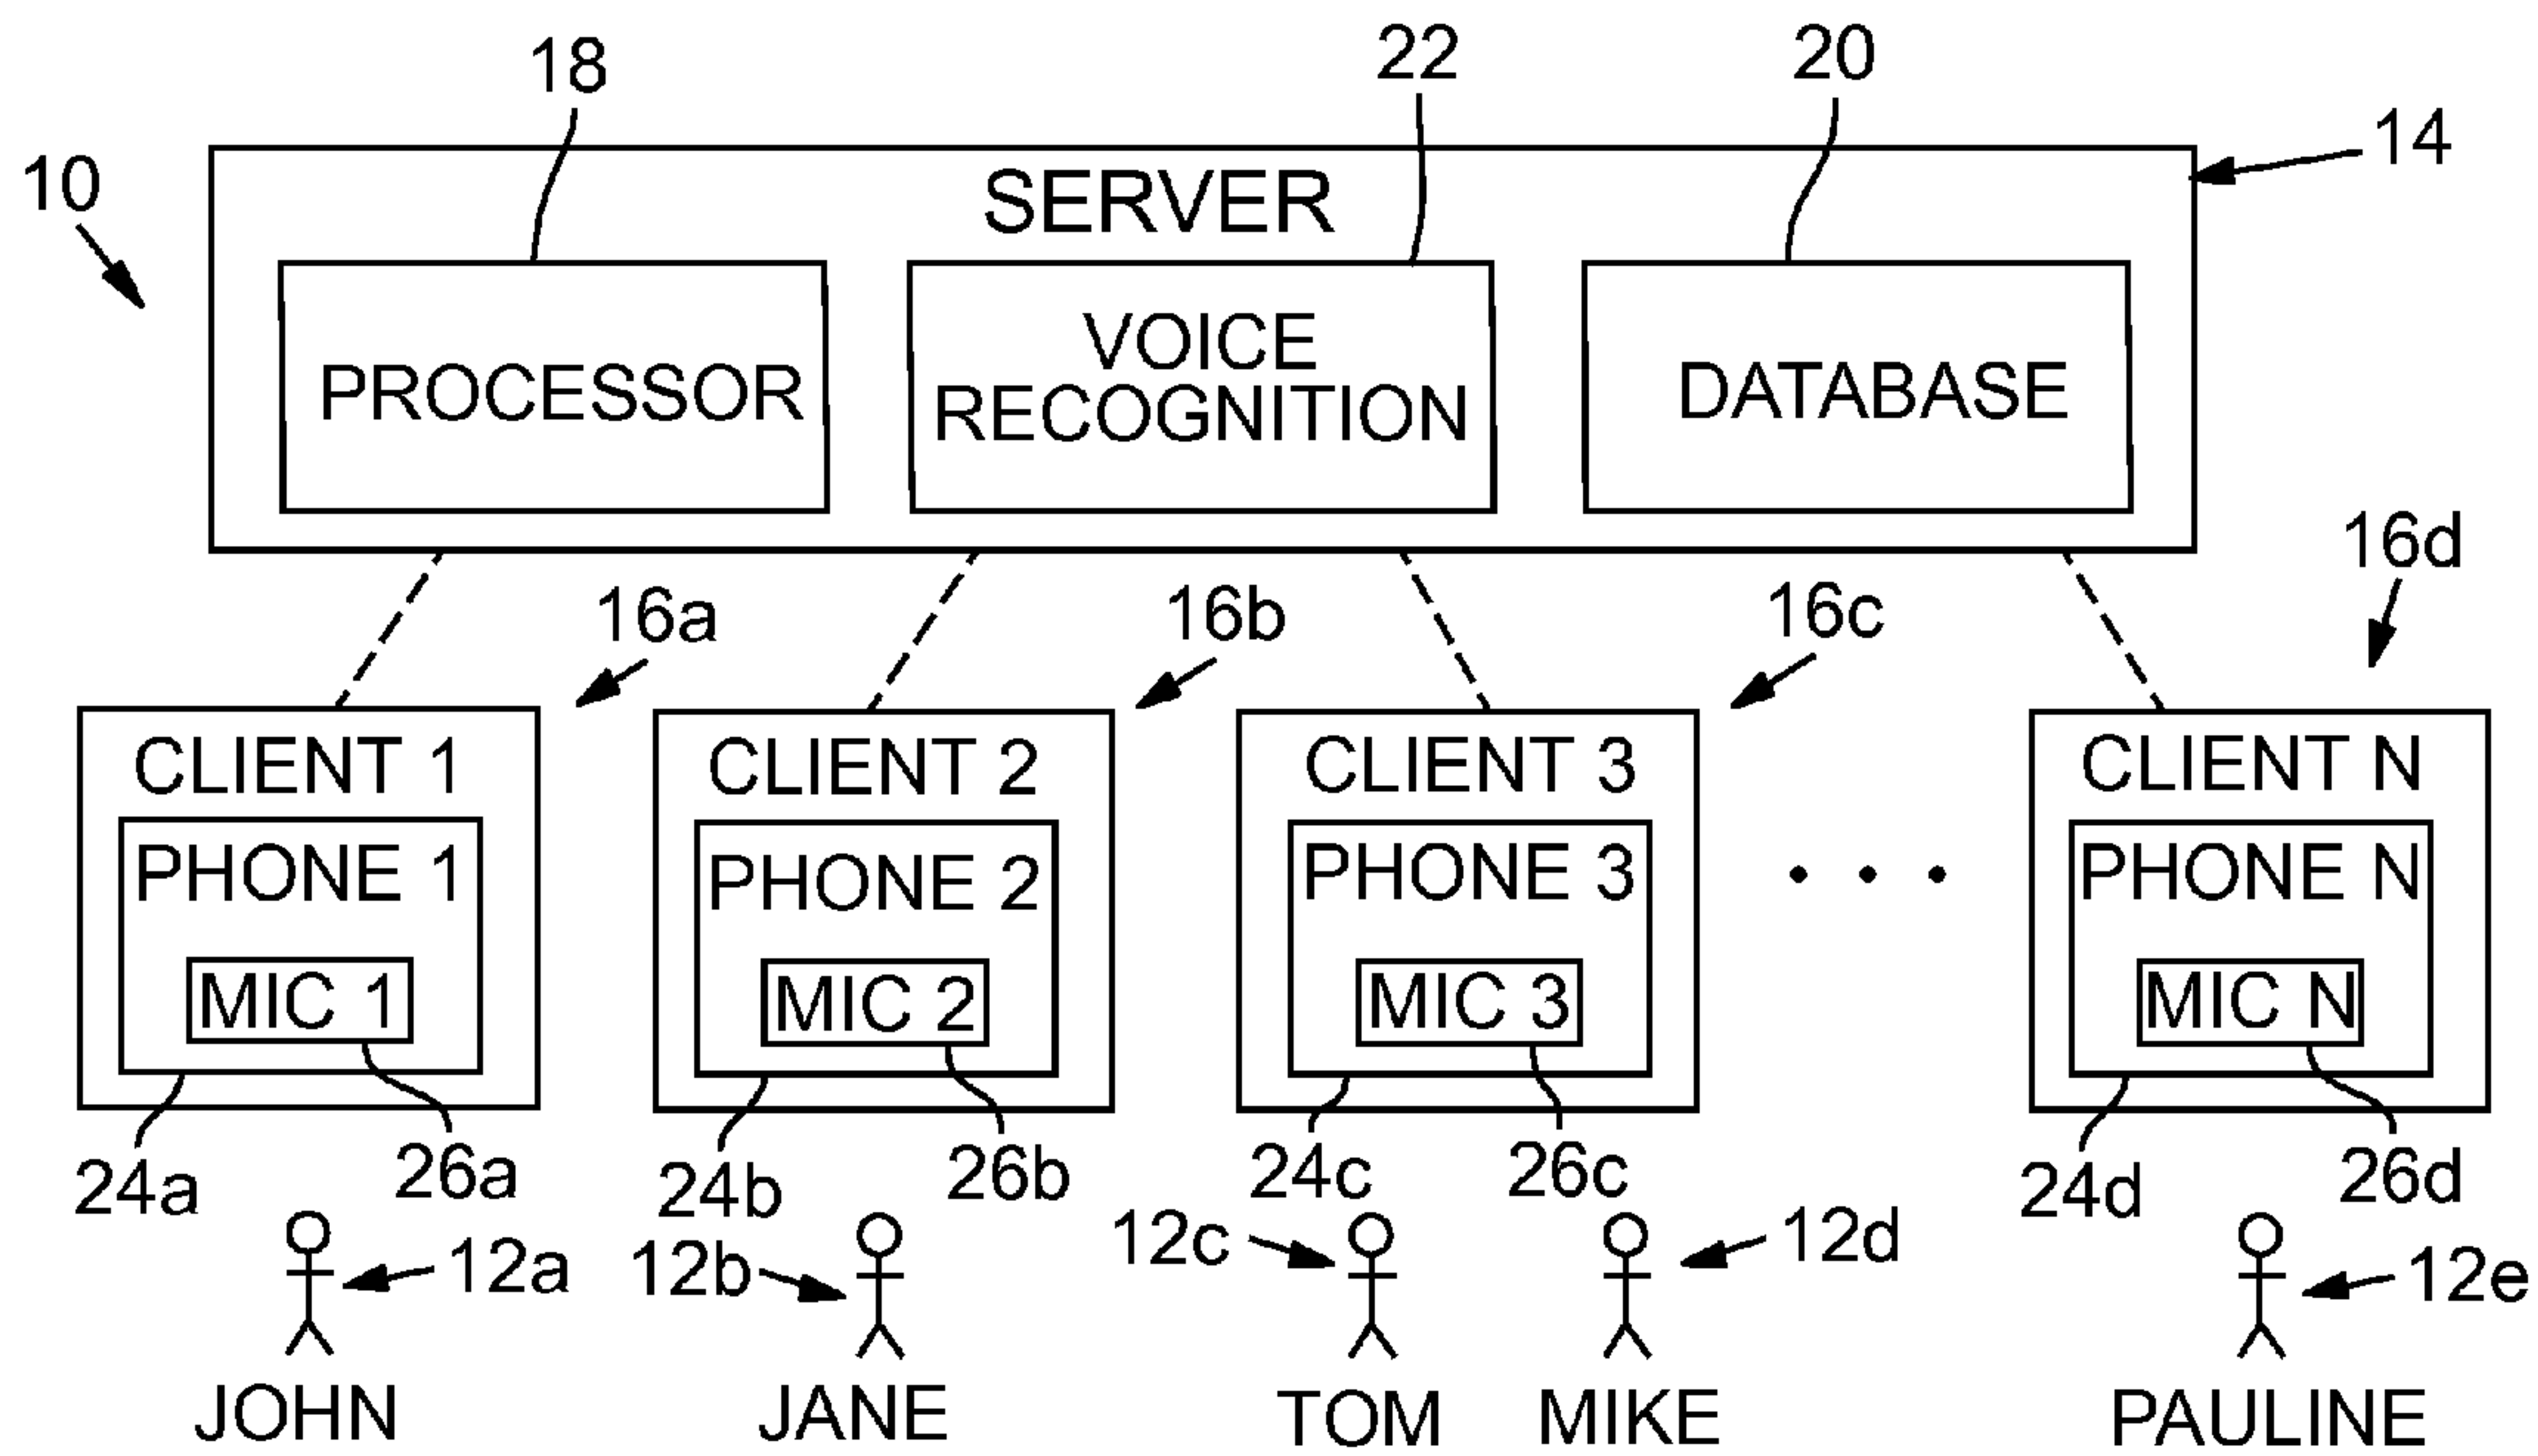 18 22 20
10 14
SERVER
PROCESSOR
VOICE
RECOGNITION
DATABASE
16a 16b 16c 16d
CLIENT 1 CLIENT 2 CLIENT 3 CLIENT N
PHONE 1 PHONE 2 PHONE 3 PHONE N
MIC 1 MIC 2 MIC 3 MIC N
24a 26a 24b 26b 24c 26c 24d 26d
12a 12b 12c 12d 12e
JOHN JANE TOM MIKE PAULINE